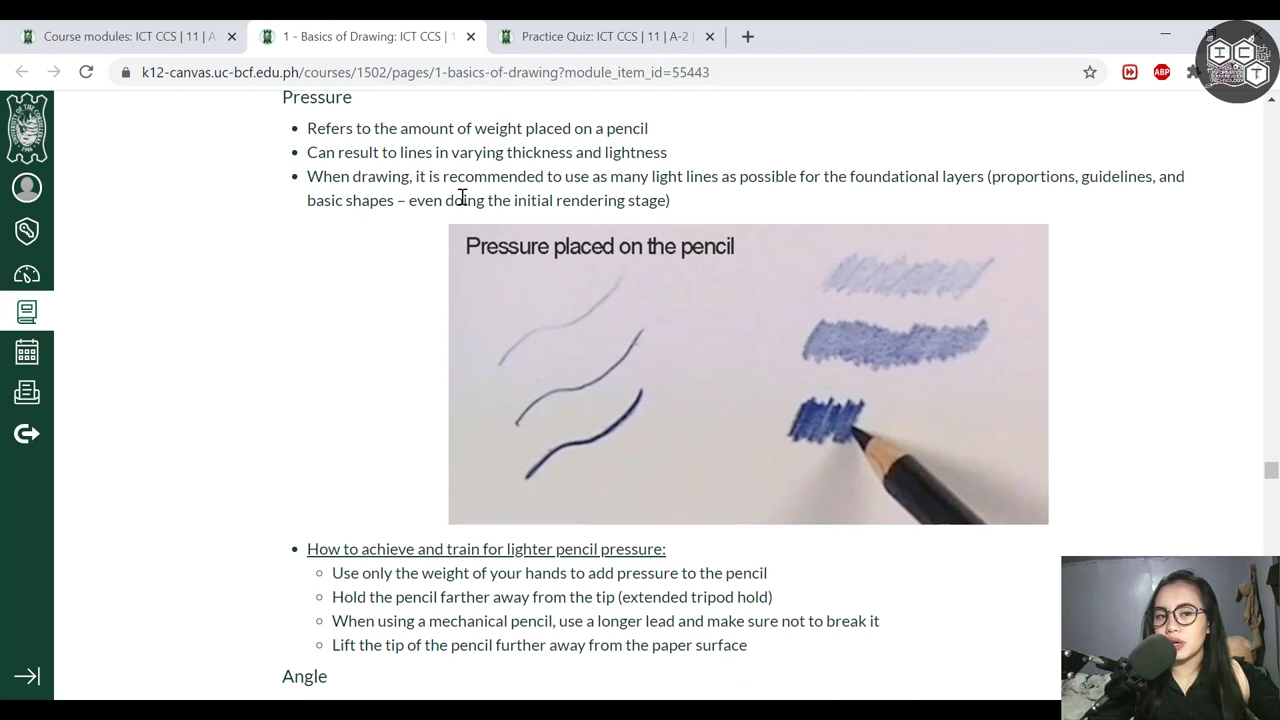 Course modules: ICT CCS | 11 | A
1 - Basics of Drawing: ICT CCS | 1
Practice Quiz: ICT CCS | 11 | A-2 |
k12-canvas.uc-bcf.edu.ph/courses/1502/pages/1-basics-of-drawing?module_item_id=55443
ABP
ICT
Pressure
Refers to the amount of weight placed on a pencil
Can result to lines in varying thickness and lightness
When drawing, it is recommended to use as many light lines as possible for the foundational layers (proportions, guidelines, and
basic shapes – even doing the initial rendering stage)
Pressure placed on the pencil
How to achieve and train for lighter pencil pressure:
Use only the weight of your hands to add pressure to the pencil
Hold the pencil farther away from the tip (extended tripod hold)
When using a mechanical pencil, use a longer lead and make sure not to break it
Lift the tip of the pencil further away from the paper surface
Angle